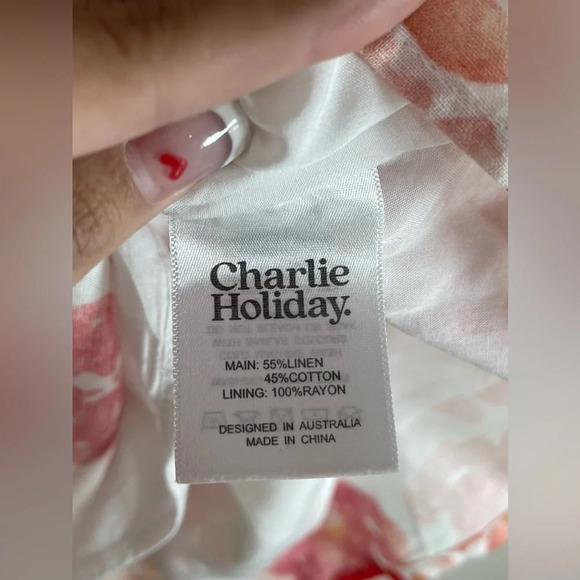 Charlie
Holiday.
MAIN: 55%LINEN
45%COTTON
LINING: 100%RAYON
DESIGNED IN AUSTRALIA
MADE IN CHINA